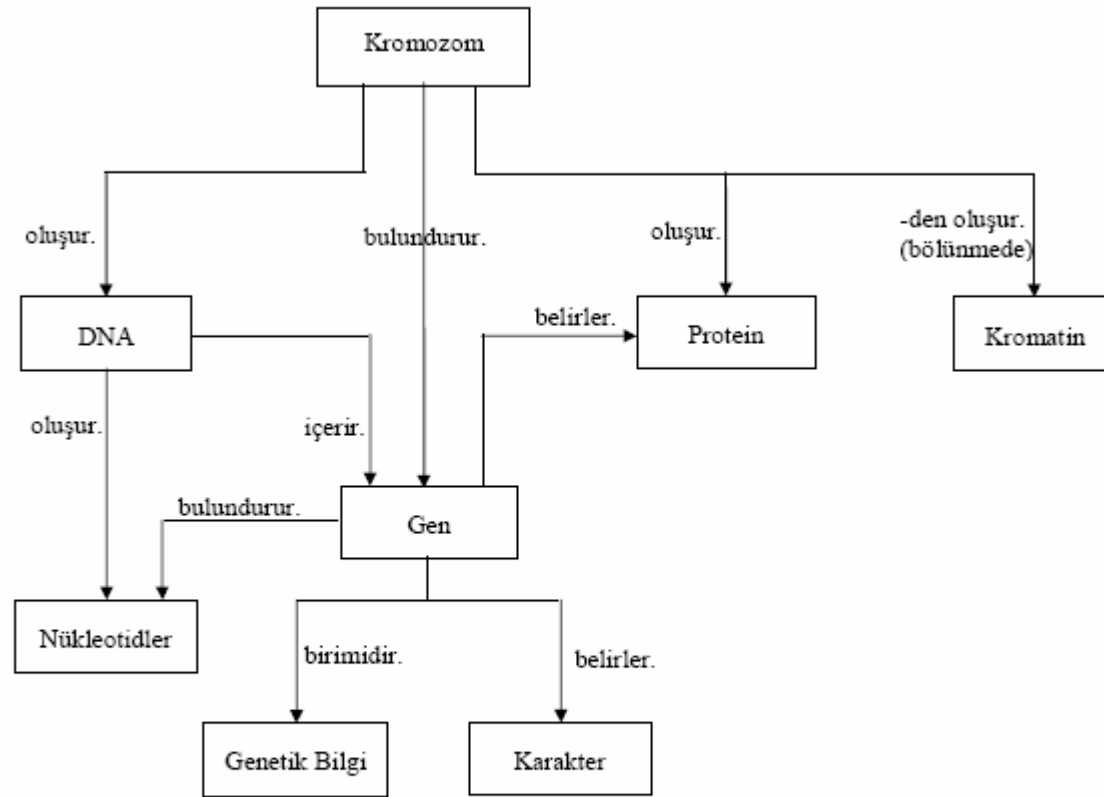 Kromozom
oluşur.
bulundurur.
oluşur.
-den oluşur.
(bölünmede)
DNA
belirler.
Protein
Kromatin
oluşur.
içerir.
bulundurur.
Gen
Nükleotidler
birimidir.
belirler.
Genetik Bilgi
Karakter